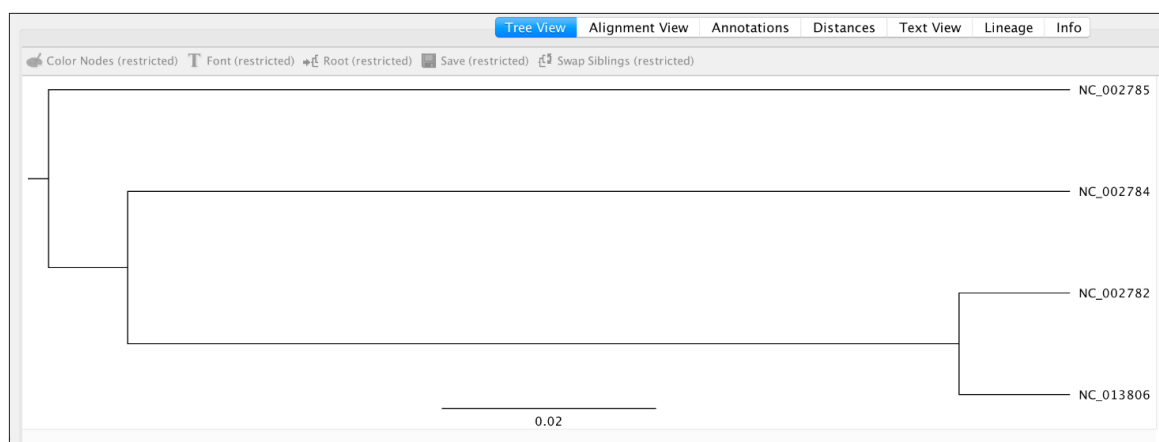 Tree View Alignment View Annotations Distances Text View Lineage Info
Color Nodes (restricted) T Font (restricted) Root (restricted) Save (restricted) Swap Siblings (restricted)
NC_002785
NC_002784
NC_002782
NC_013806
0.02